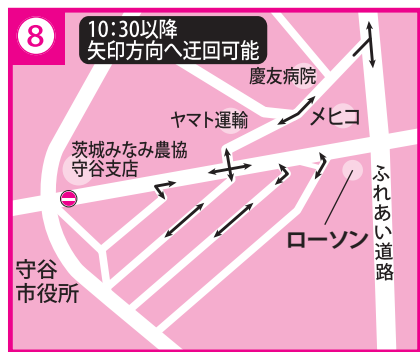 8
10:30以降
矢印方向へ迂回可能
慶友病院
ヤマト運輸
メヒコ
茨城みなみ農協
守谷支店
ふれあい道路
ローソン
守谷
市役所